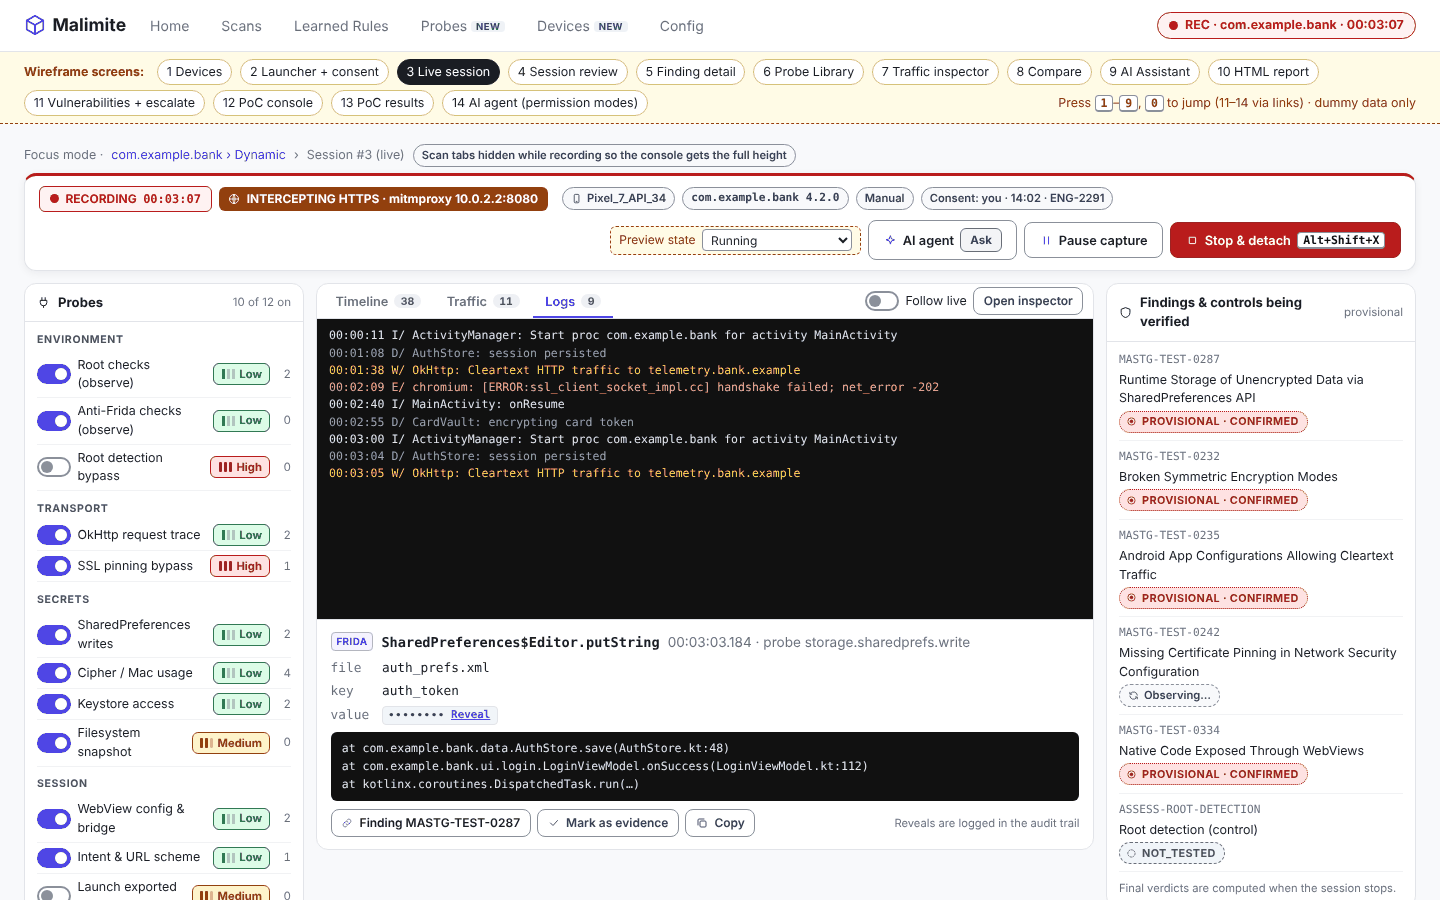 Malimite Home Scans Learned Rules Probes NEW Devices NEW Config REC · com.example.bank · 00:03:07
Wireframe screens: 1 Devices 2 Launcher + consent 3 Live session 4 Session review 5 Finding detail 6 Probe Library 7 Traffic inspector 8 Compare 9 AI Assistant 10 HTML report
11 Vulnerabilities + escalate 12 PoC console 13 PoC results 14 AI agent (permission modes) Press 1–9, 0 to jump (11–14 via links) · dummy data only
Focus mode · com.example.bank › Dynamic › Session #3 (live) Scan tabs hidden while recording so the console gets the full height
RECORDING 00:03:07 INTERCEPTING HTTPS · mitmproxy 10.0.2.2:8080 Pixel_7_API_34 com.example.bank 4.2.0 Manual Consent: you · 14:02 · ENG-2291
Preview state Running AI agent Ask Pause capture Stop & detach Alt+Shift+X
Probes 10 of 12 on
ENVIRONMENT
Root checks
(observe) Low 2
Anti-Frida checks
(observe) Low 0
Root detection
bypass High 0
TRANSPORT
OkHttp request trace Low 2
SSL pinning bypass High 1
SECRETS
SharedPreferences
writes Low 2
Cipher / Mac usage Low 4
Keystore access Low 2
Filesystem
snapshot Medium 0
SESSION
WebView config &
bridge Low 2
Intent & URL scheme Low 1
Launch exported Medium 0
Timeline 38 Traffic 11 Logs 9 Follow live Open inspector
00:00:11 I/ ActivityManager: Start proc com.example.bank for activity MainActivity
00:01:08 D/ AuthStore: session persisted
00:01:38 W/ OkHttp: Cleartext HTTP traffic to telemetry.bank.example
00:02:09 E/ chromium: [ERROR:ssl_client_socket_impl.cc] handshake failed; net_error -202
00:02:40 I/ MainActivity: onResume
00:02:55 D/ CardVault: encrypting card token
00:03:00 I/ ActivityManager: Start proc com.example.bank for activity MainActivity
00:03:04 D/ AuthStore: session persisted
00:03:05 W/ OkHttp: Cleartext HTTP traffic to telemetry.bank.example
FRIDA SharedPreferences$Editor.putString 00:03:03.184 · probe storage.sharedprefs.write
file auth_prefs.xml
key auth_token
value •••••••• Reveal
at com.example.bank.data.AuthStore.save(AuthStore.kt:48)
at com.example.bank.ui.login.LoginViewModel.onSuccess(LoginViewModel.kt:112)
at kotlinx.coroutines.DispatchedTask.run(…)
Finding MASTG-TEST-0287 Mark as evidence Copy Reveals are logged in the audit trail
Findings & controls being
verified provisional
MASTG-TEST-0287
Runtime Storage of Unencrypted Data via
SharedPreferences API
PROVISIONAL · CONFIRMED
MASTG-TEST-0232
Broken Symmetric Encryption Modes
PROVISIONAL · CONFIRMED
MASTG-TEST-0235
Android App Configurations Allowing Cleartext
Traffic
PROVISIONAL · CONFIRMED
MASTG-TEST-0242
Missing Certificate Pinning in Network Security
Configuration
Observing…
MASTG-TEST-0334
Native Code Exposed Through WebViews
PROVISIONAL · CONFIRMED
ASSESS-ROOT-DETECTION
Root detection (control)
NOT_TESTED
Final verdicts are computed when the session stops.